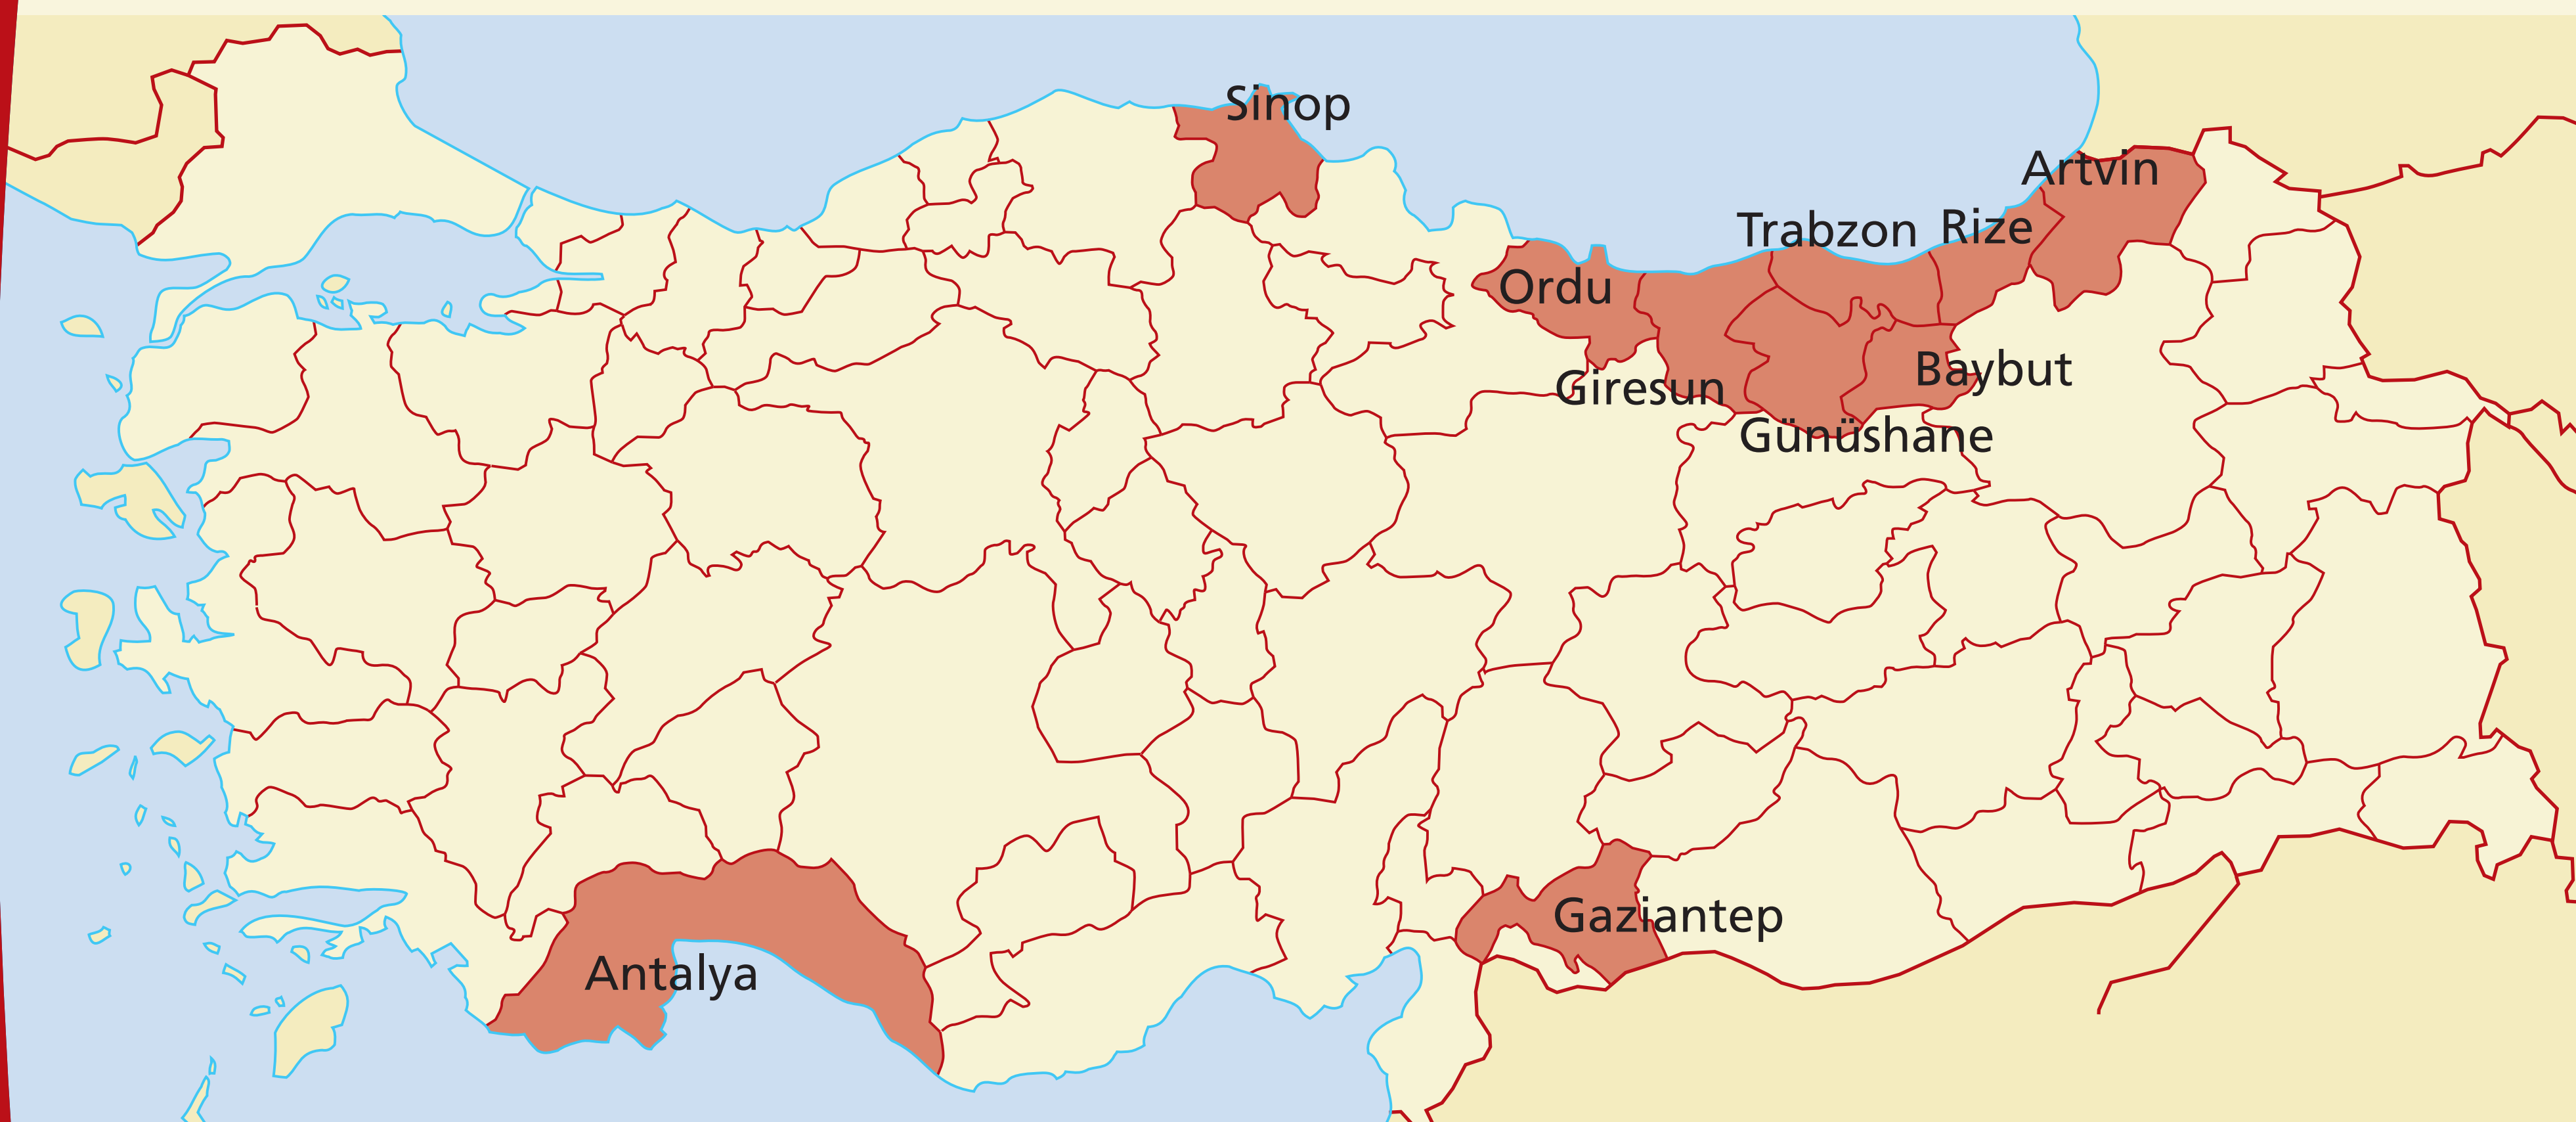 Sinop
Artvin
Trabzon
Rize
Ordu
Baybut
Giresun
Günüshane
Gaziantep
Antalya